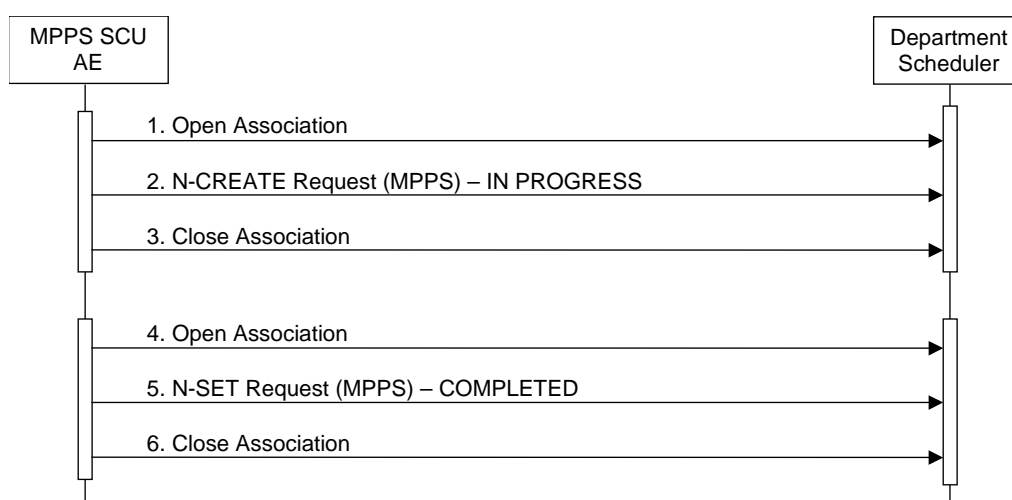 MPPS SCU
AE
Department
Scheduler
1. Open Association
2. N-CREATE Request (MPPS) – IN PROGRESS
3. Close Association
4. Open Association
5. N-SET Request (MPPS) – COMPLETED
6. Close Association